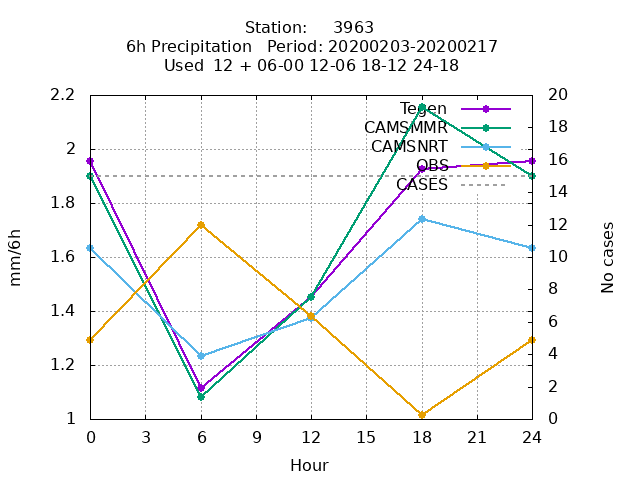 Station: 3963
6h Precipitation Period: 20200203-20200217
Used 12 + 06-00 12-06 18-12 24-18
Tegen
CAMSMMR
CAMSNRT
OBS
CASES
2.2
2
1.8
1.6
1.4
1.2
1
20
18
16
14
12
10
8
6
4
2
0
mm/6h
No cases
0 3 6 9 12 15 18 21 24
Hour